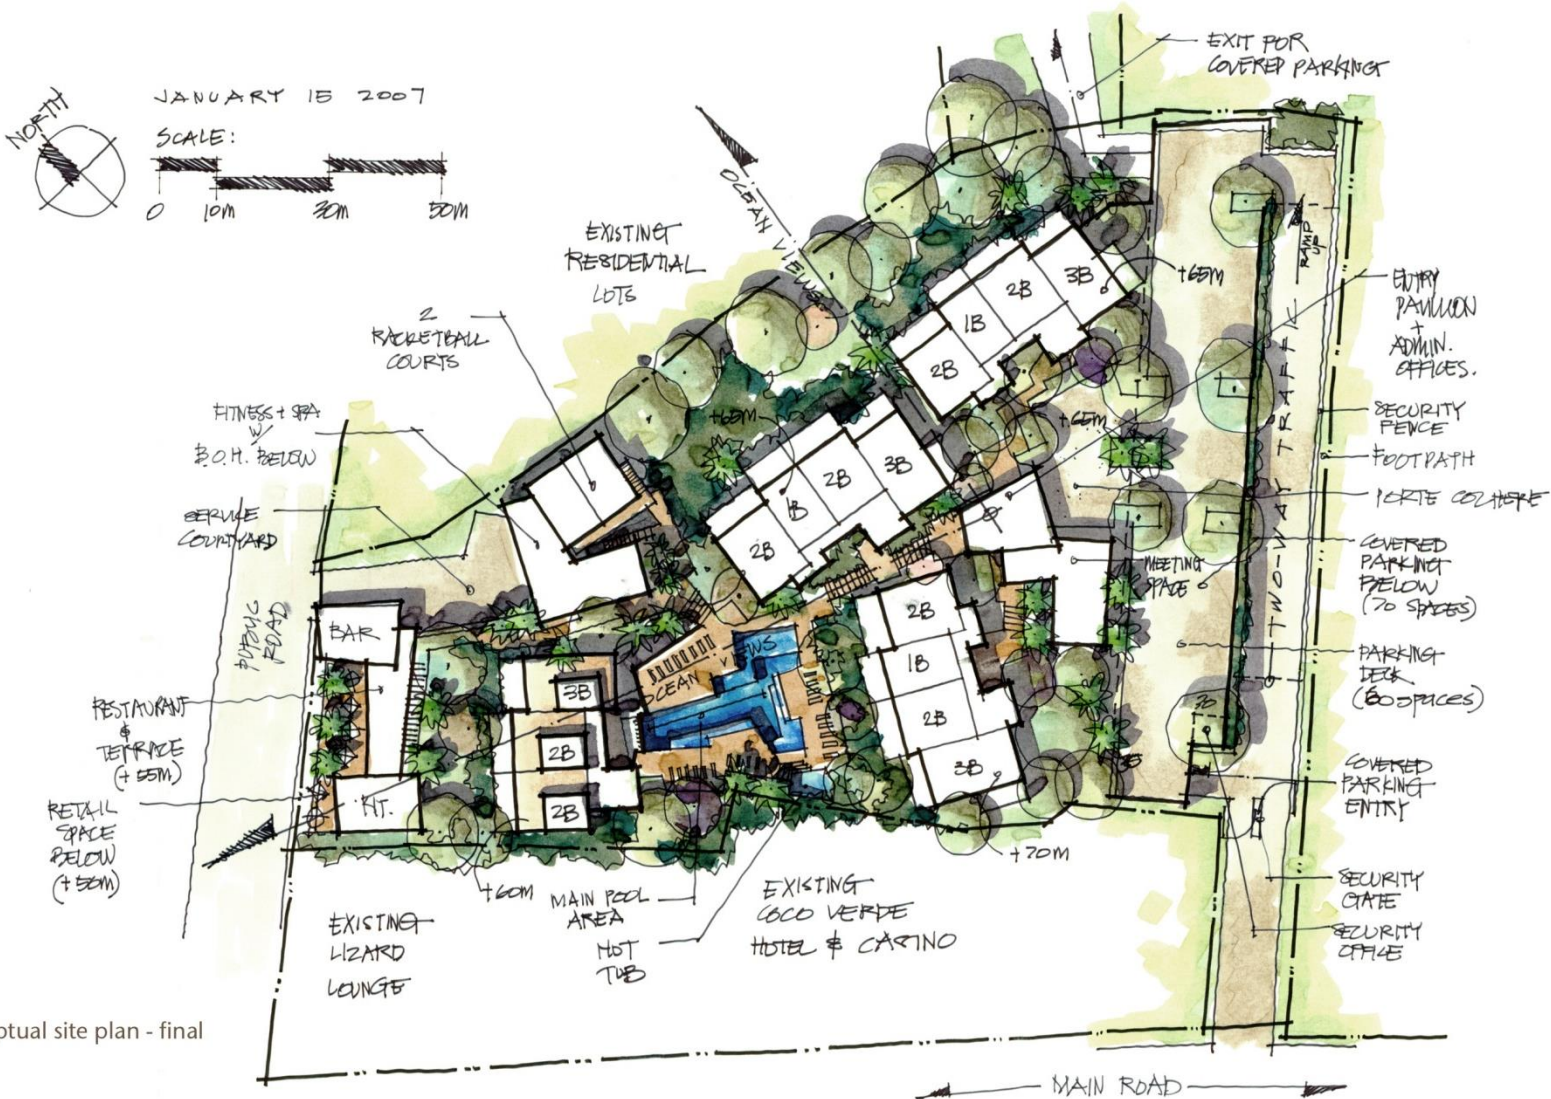 NORTH
JANUARY 15 2007
SCALE:
0 10M 30M 50M
EXIT FOR
COVERED PARKING
OCEAN VIEWS
EXISTING
RESIDENTIAL
LOTS
2
RACKETBALL
COURTS
FITNESS + SPA
W/
B.O.H. BELOW
SERVICE
COURTYARD
PUBLIC
ROAD
RESTAURANT
&
TERRACE
(+55M)
RETAIL
SPACE
BELOW
(+50M)
BAR
KIT.
3B
2B
2B
+60M
OCEAN VIEWS
+65M
2B
1B
2B
3B
2B
1B
2B
3B
+65M
+65M
2B
1B
2B
3B
+70M
MEETING
SPACE
RAMP
UP
TWO-WAY TRAFFIC
ENTRY
PAVILION
+
ADMIN.
OFFICES.
SECURITY
FENCE
FOOTPATH
PORTE COCHERE
COVERED
PARKING
BELOW
(70 SPACES)
PARKING
DECK
(60 SPACES)
COVERED
PARKING
ENTRY
SECURITY
GATE
SECURITY
OFFICE
MAIN POOL
AREA
HOT
TUB
EXISTING
COCO VERDE
HOTEL & CASINO
EXISTING
LIZARD
LOUNGE
ptual site plan - final
MAIN ROAD